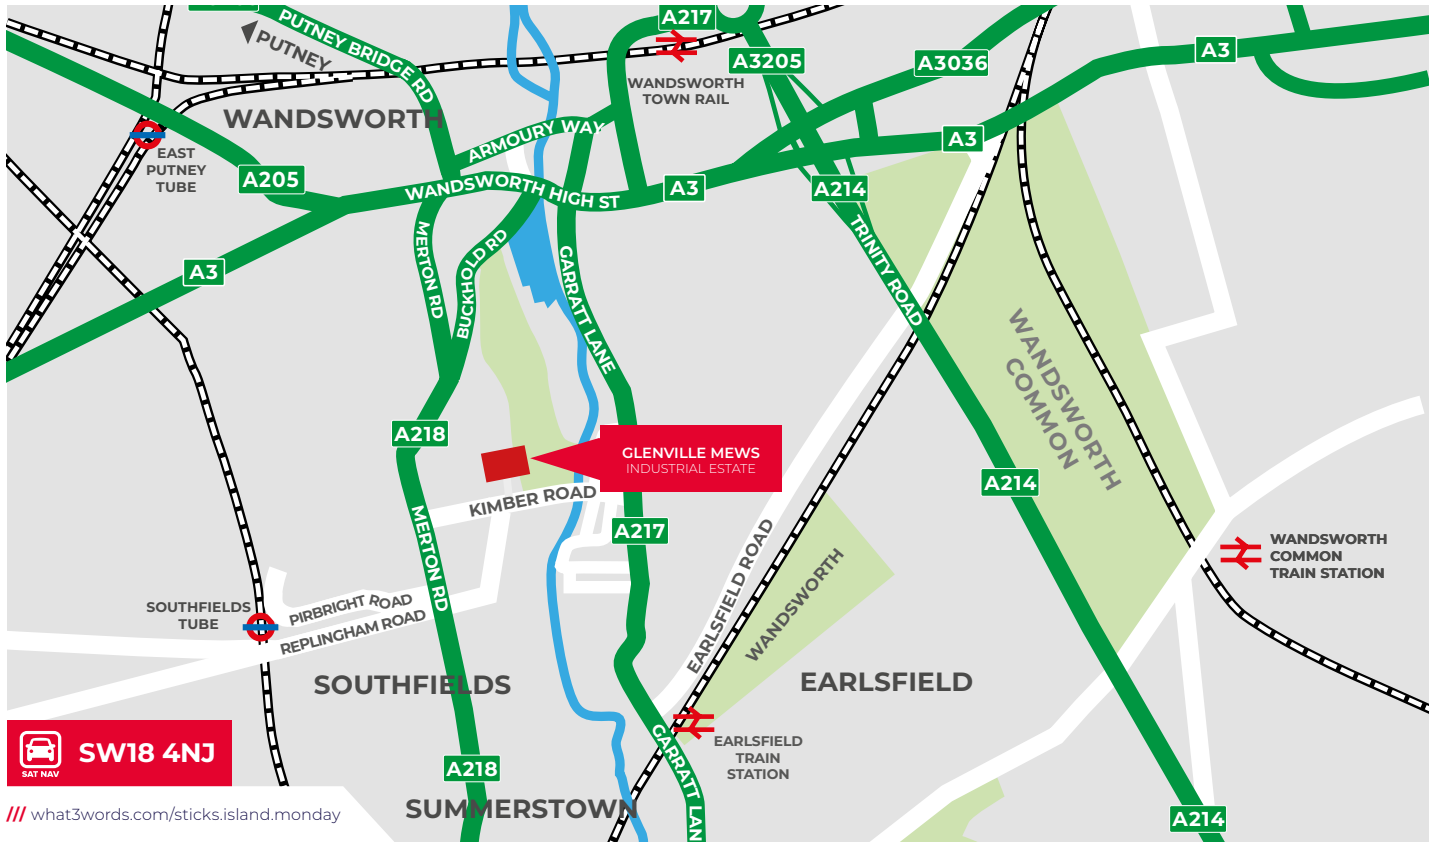 A217
PUTNEY BRIDGE RD
PUTNEY
A3205
A3036
A3
WANDSWORTH
TOWN RAIL
WANDSWORTH
ARMOURY WAY
A3
EAST
PUTNEY
TUBE
A205
WANDSWORTH HIGH ST
A3
A214
MERTON RD
BUCKHOLD RD
GARRATT LANE
TRINITY ROAD
A3
WANDSWORTH
COMMON
A218
GLENVILLE MEWS
INDUSTRIAL ESTATE
A214
KIMBER ROAD
MERTON RD
A217
WANDSWORTH
COMMON
TRAIN STATION
EARLSFIELD ROAD
WANDSWORTH
SOUTHFIELDS
TUBE
PIRBRIGHT ROAD
REPLINGHAM ROAD
SOUTHFIELDS
EARLSFIELD
EARLSFIELD
TRAIN
STATION
GARRATT LAN
SAT NAV
SW18 4NJ
A218
SUMMERSTOWN
A214
/// what3words.com/sticks.island.monday